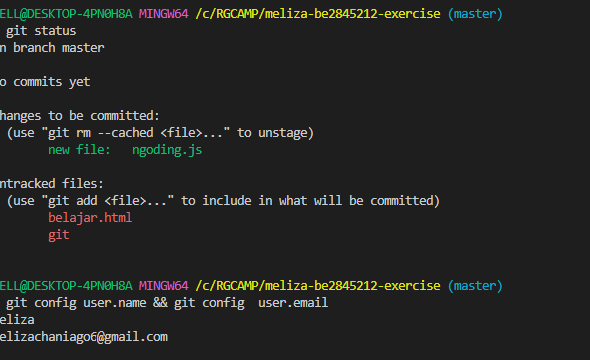 ELL@DESKTOP-4PN0H8A MINGW64 /c/RGCAMP/meliza-be2845212-exercise (master)
git status
n branch master
o commits yet
hanges to be committed:
(use "git rm --cached <file>..." to unstage)
new file:   ngoding.js
ntracked files:
(use "git add <file>..." to include in what will be committed)
belajar.html
git
ELL@DESKTOP-4PN0H8A MINGW64 /c/RGCAMP/meliza-be2845212-exercise (master)
git config user.name && git config  user.email
eliza
elizachaniago6@gmail.com